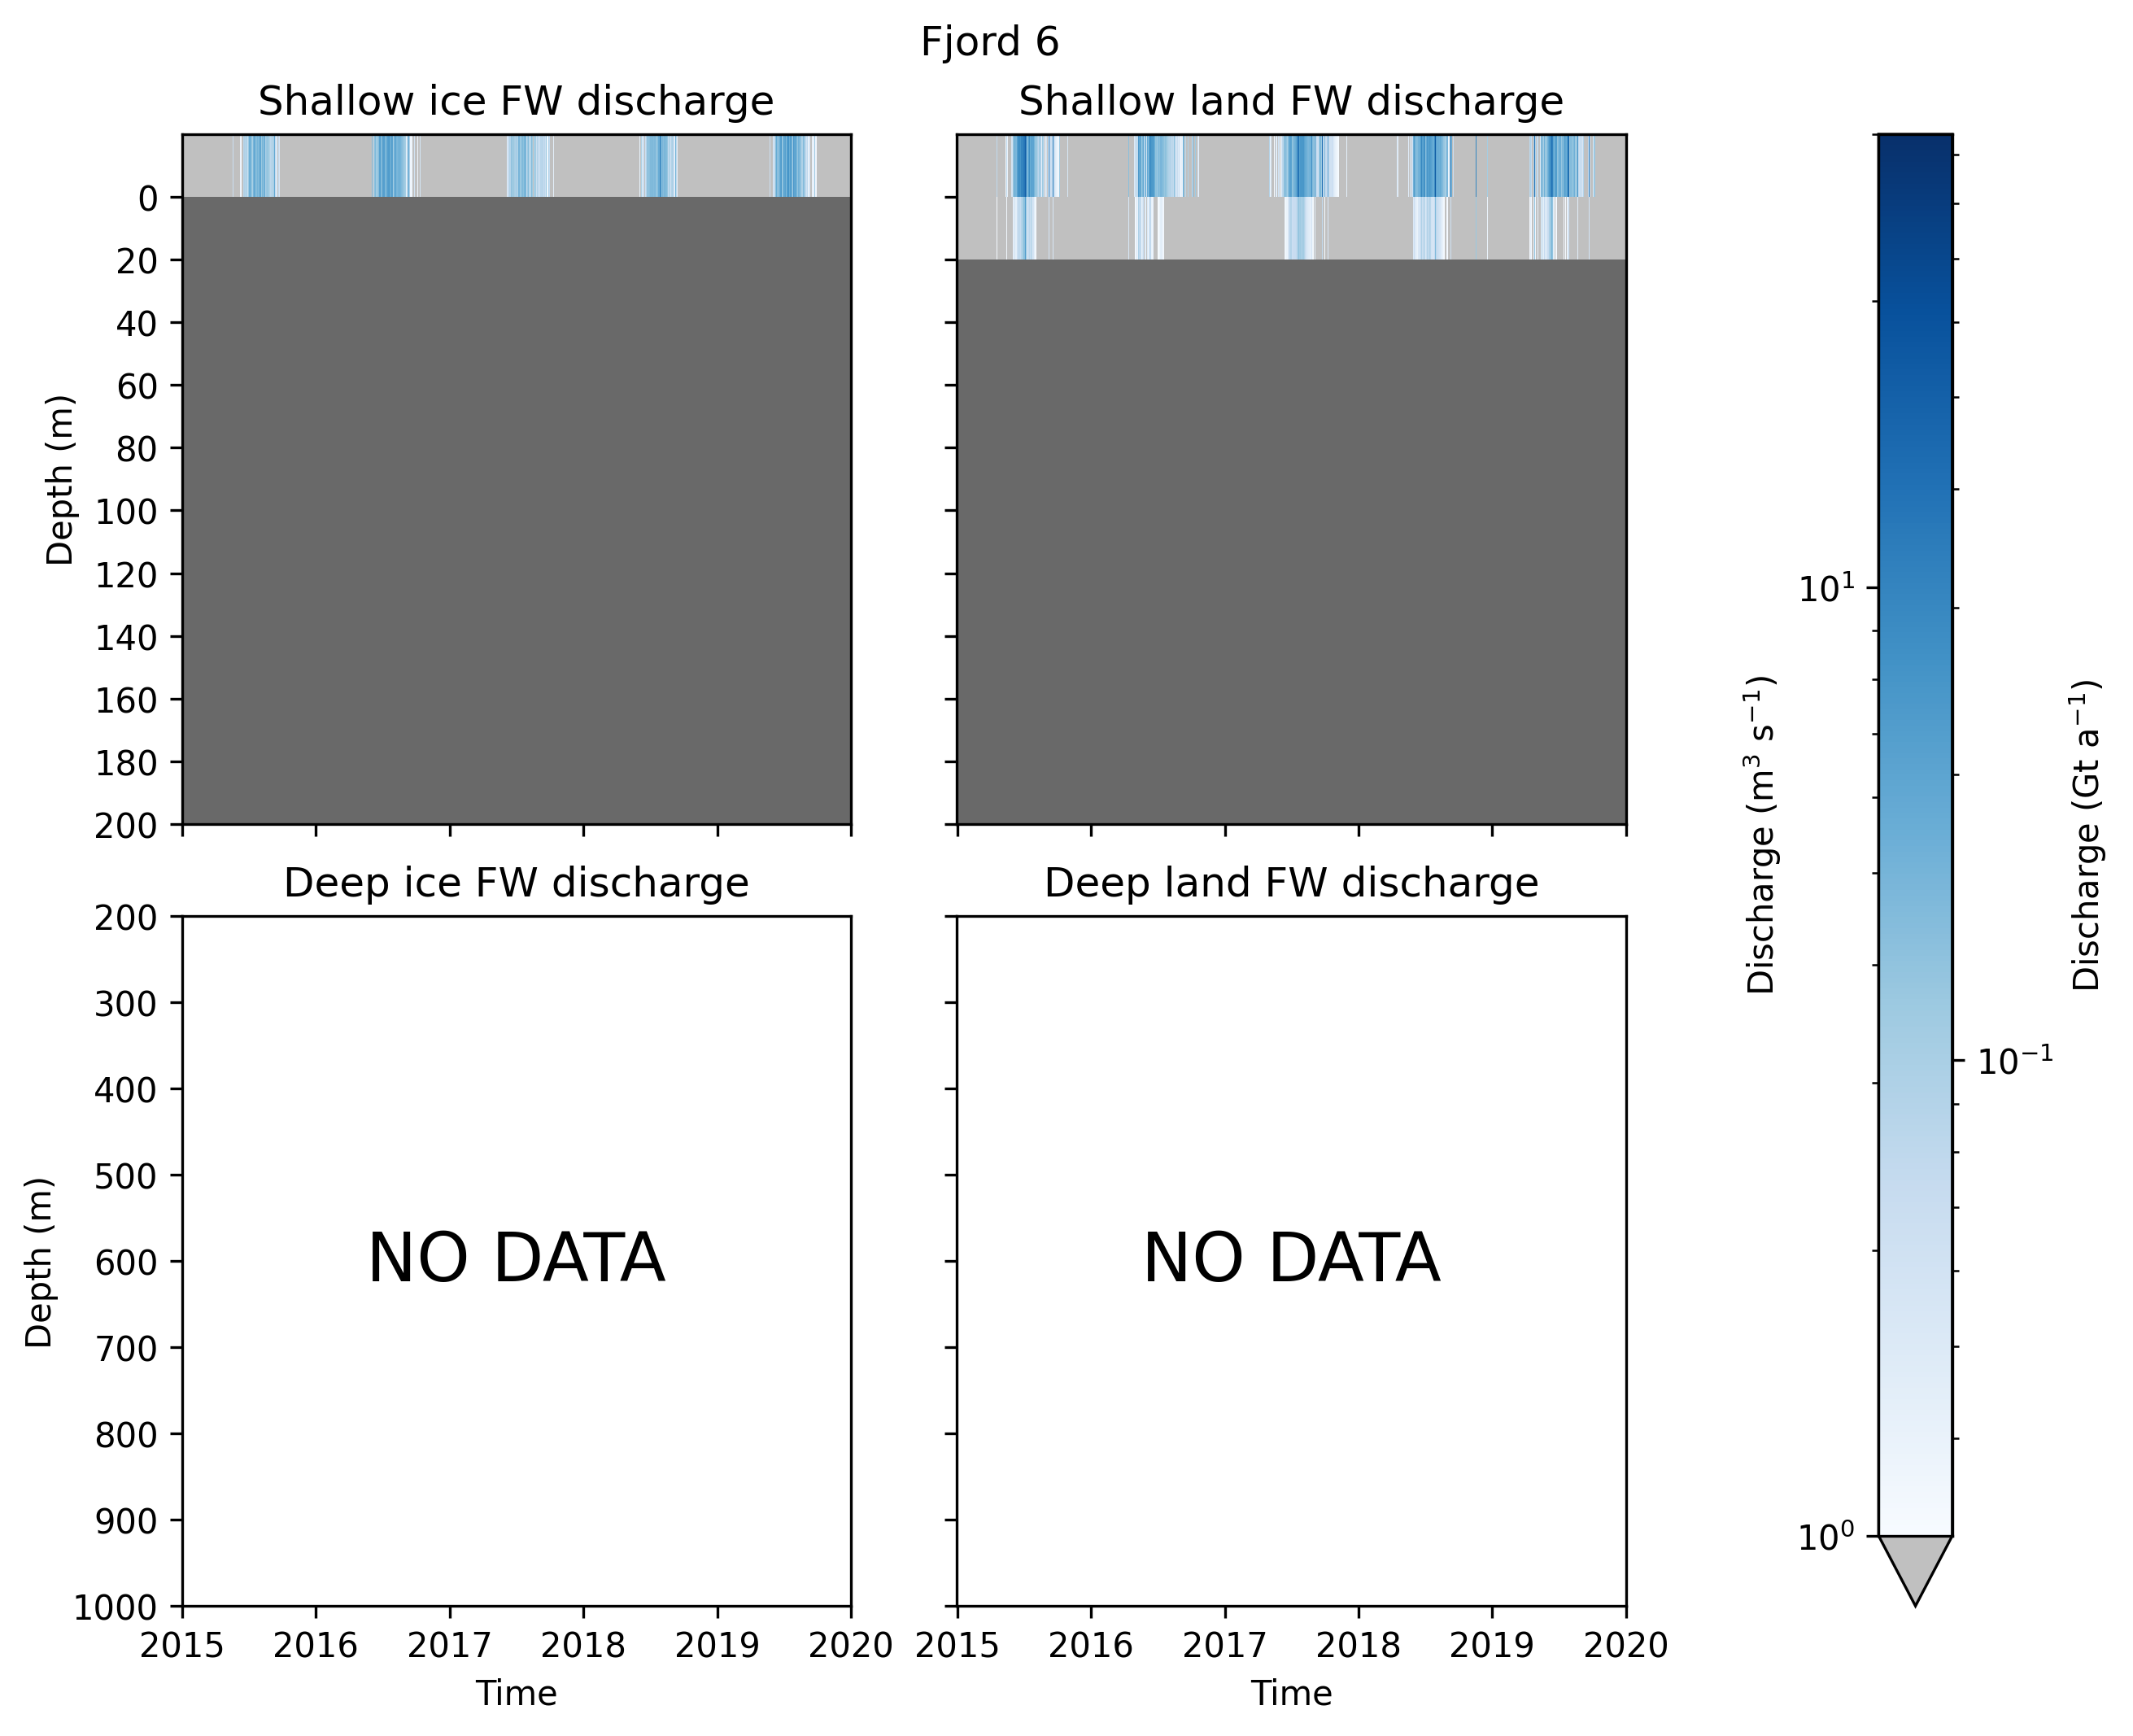 Fjord 6
Shallow ice FW discharge
Shallow land FW discharge
0
20
40
60
80
100
120
140
160
180
200
Depth (m)
Deep ice FW discharge
Deep land FW discharge
200
300
400
500
600
700
800
900
1000
Depth (m)
NO DATA
NO DATA
2015 2016 2017 2018 2019 2020
2015 2016 2017 2018 2019 2020
Time
Time
10¹
10⁰
Discharge (m³ s⁻¹)
10⁻¹
Discharge (Gt a⁻¹)